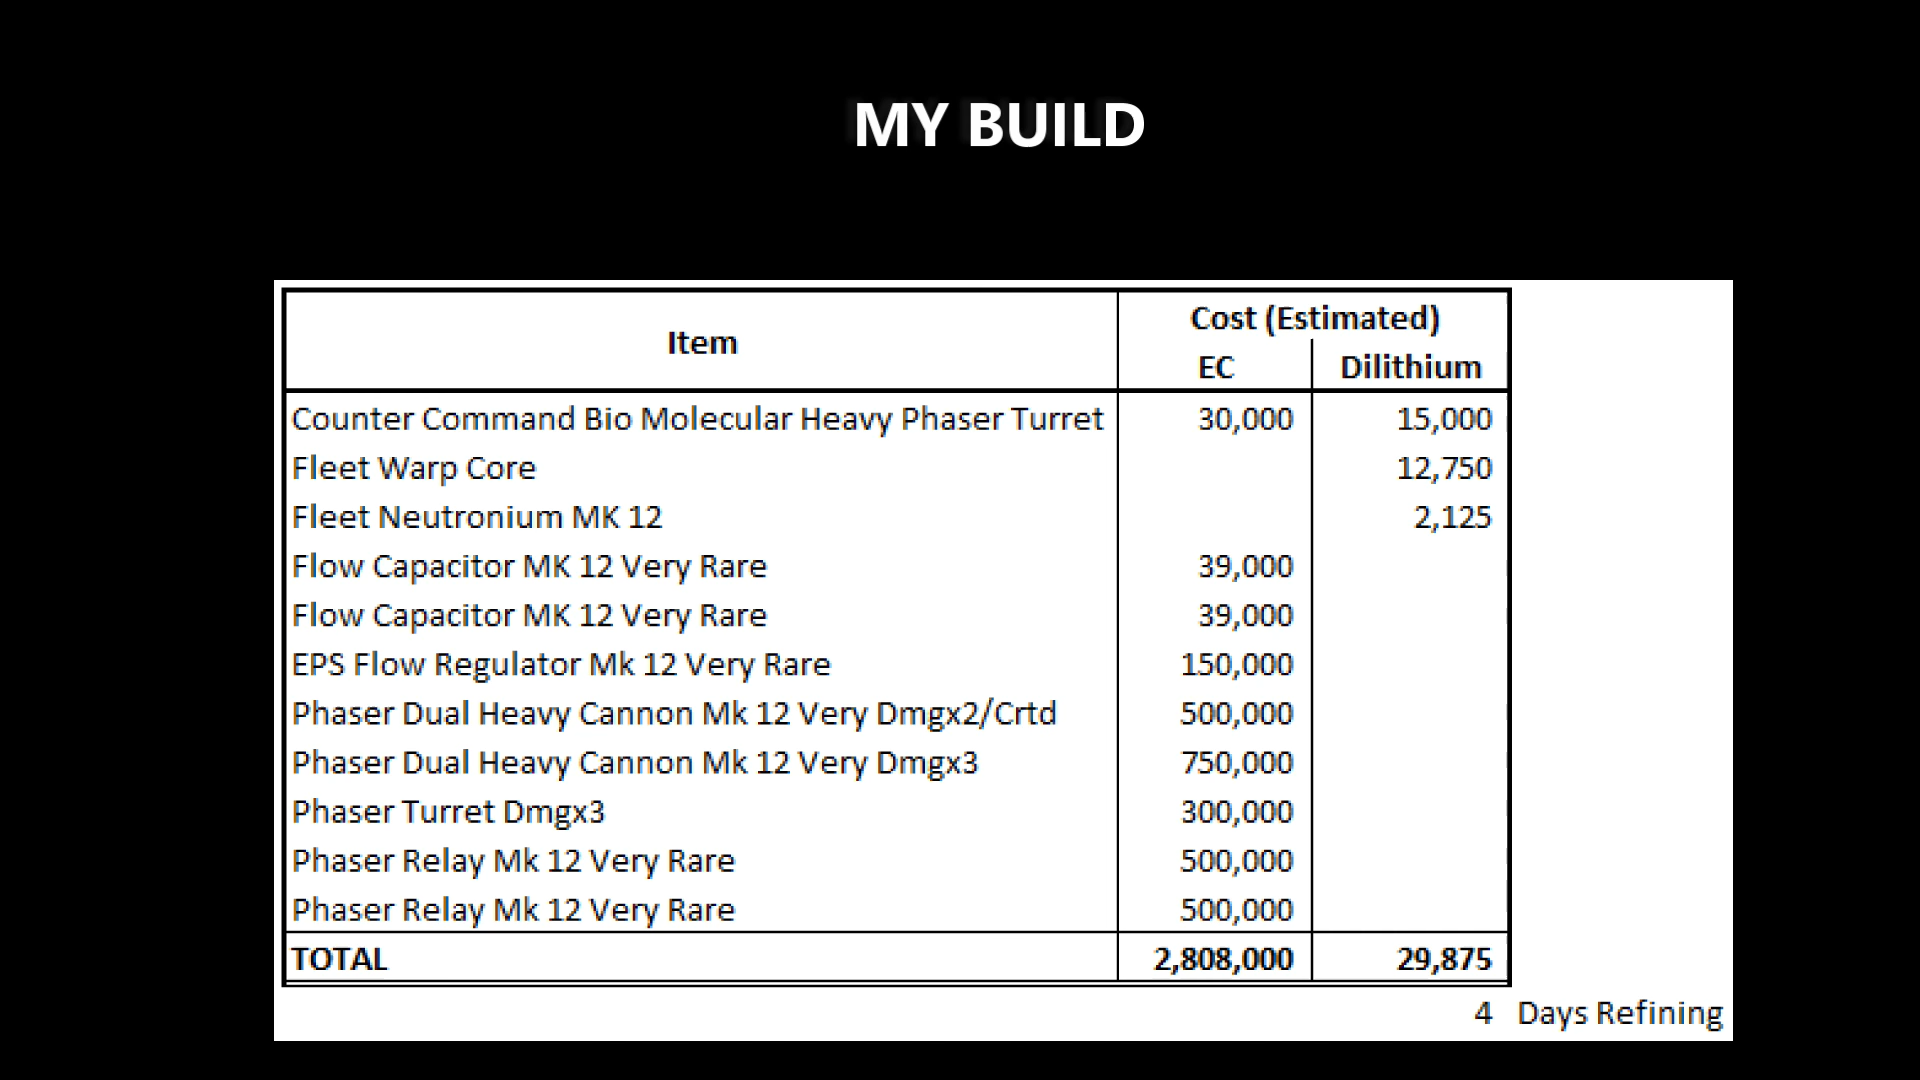 MY BUILD
Cost (Estimated)
Item
EC Dilithium
Counter Command Bio Molecular Heavy Phaser Turret 30,000 15,000
Fleet Warp Core 12,750
Fleet Neutronium MK 12 2,125
Flow Capacitor MK 12 Very Rare 39,000
Flow Capacitor MK 12 Very Rare 39,000
EPS Flow Regulator Mk 12 Very Rare 150,000
Phaser Dual Heavy Cannon Mk 12 Very Dmgx2/Crtd 500,000
Phaser Dual Heavy Cannon Mk 12 Very Dmgx3 750,000
Phaser Turret Dmgx3 300,000
Phaser Relay Mk 12 Very Rare 500,000
Phaser Relay Mk 12 Very Rare 500,000
TOTAL 2,808,000 29,875
4 Days Refining